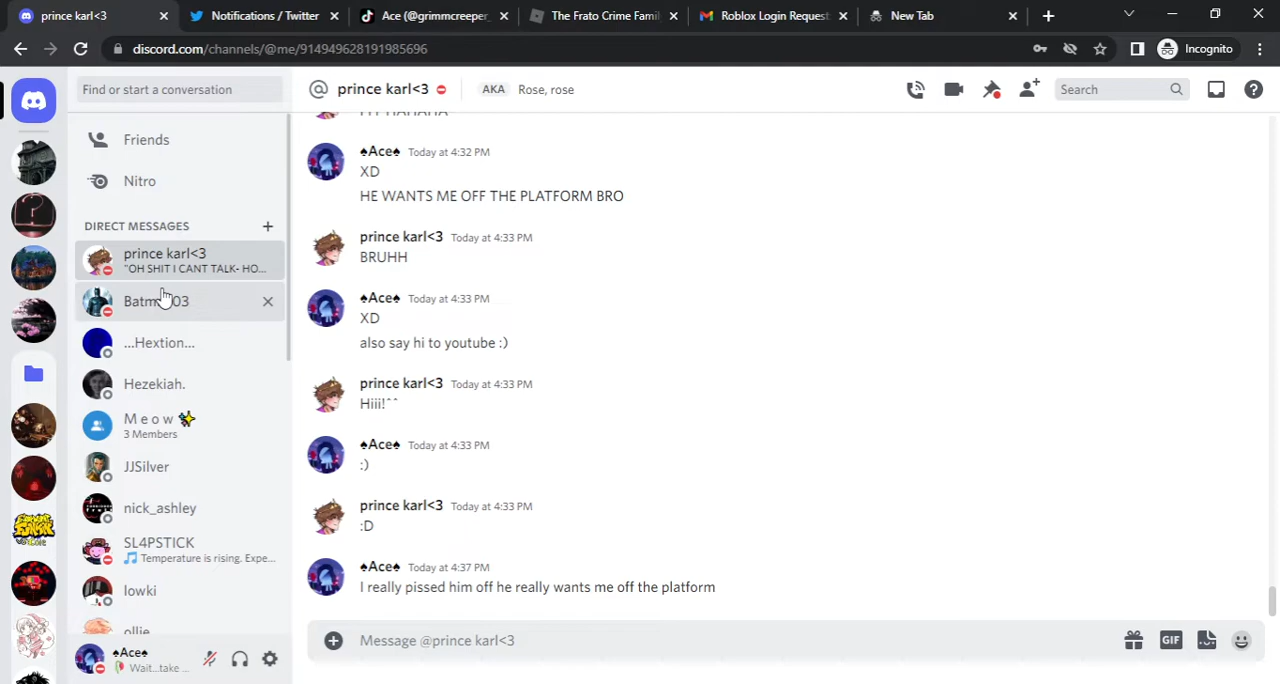 prince karl<3
Notifications / Twitter
Ace (@grimmcreeper_
The Frato Crime Famil
Gmail Roblox Login Request
New Tab
discord.com/channels/@me/914949628191985696
Incognito
Find or start a conversation
prince karl<3
AKA
Rose, rose
Search
Friends
Nitro
DIRECT MESSAGES
prince karl<3
"OH SHIT I CANT TALK- HO...
...Hextion...
Hezekiah.
M e o w ✨
3 Members
JJSilver
nick_ashley
SL4PSTICK
🎵 Temperature is rising. Expe...
lowki
ollie
♠Ace♠
Wait...take ...
♠Ace♠ Today at 4:32 PM
XD
HE WANTS ME OFF THE PLATFORM BRO
prince karl<3 Today at 4:33 PM
BRUHH
♠Ace♠ Today at 4:33 PM
XD
also say hi to youtube :)
prince karl<3 Today at 4:33 PM
Hiii!^^
♠Ace♠ Today at 4:33 PM
:)
prince karl<3 Today at 4:33 PM
:D
♠Ace♠ Today at 4:37 PM
I really pissed him off he really wants me off the platform
Message @prince karl<3
GIF